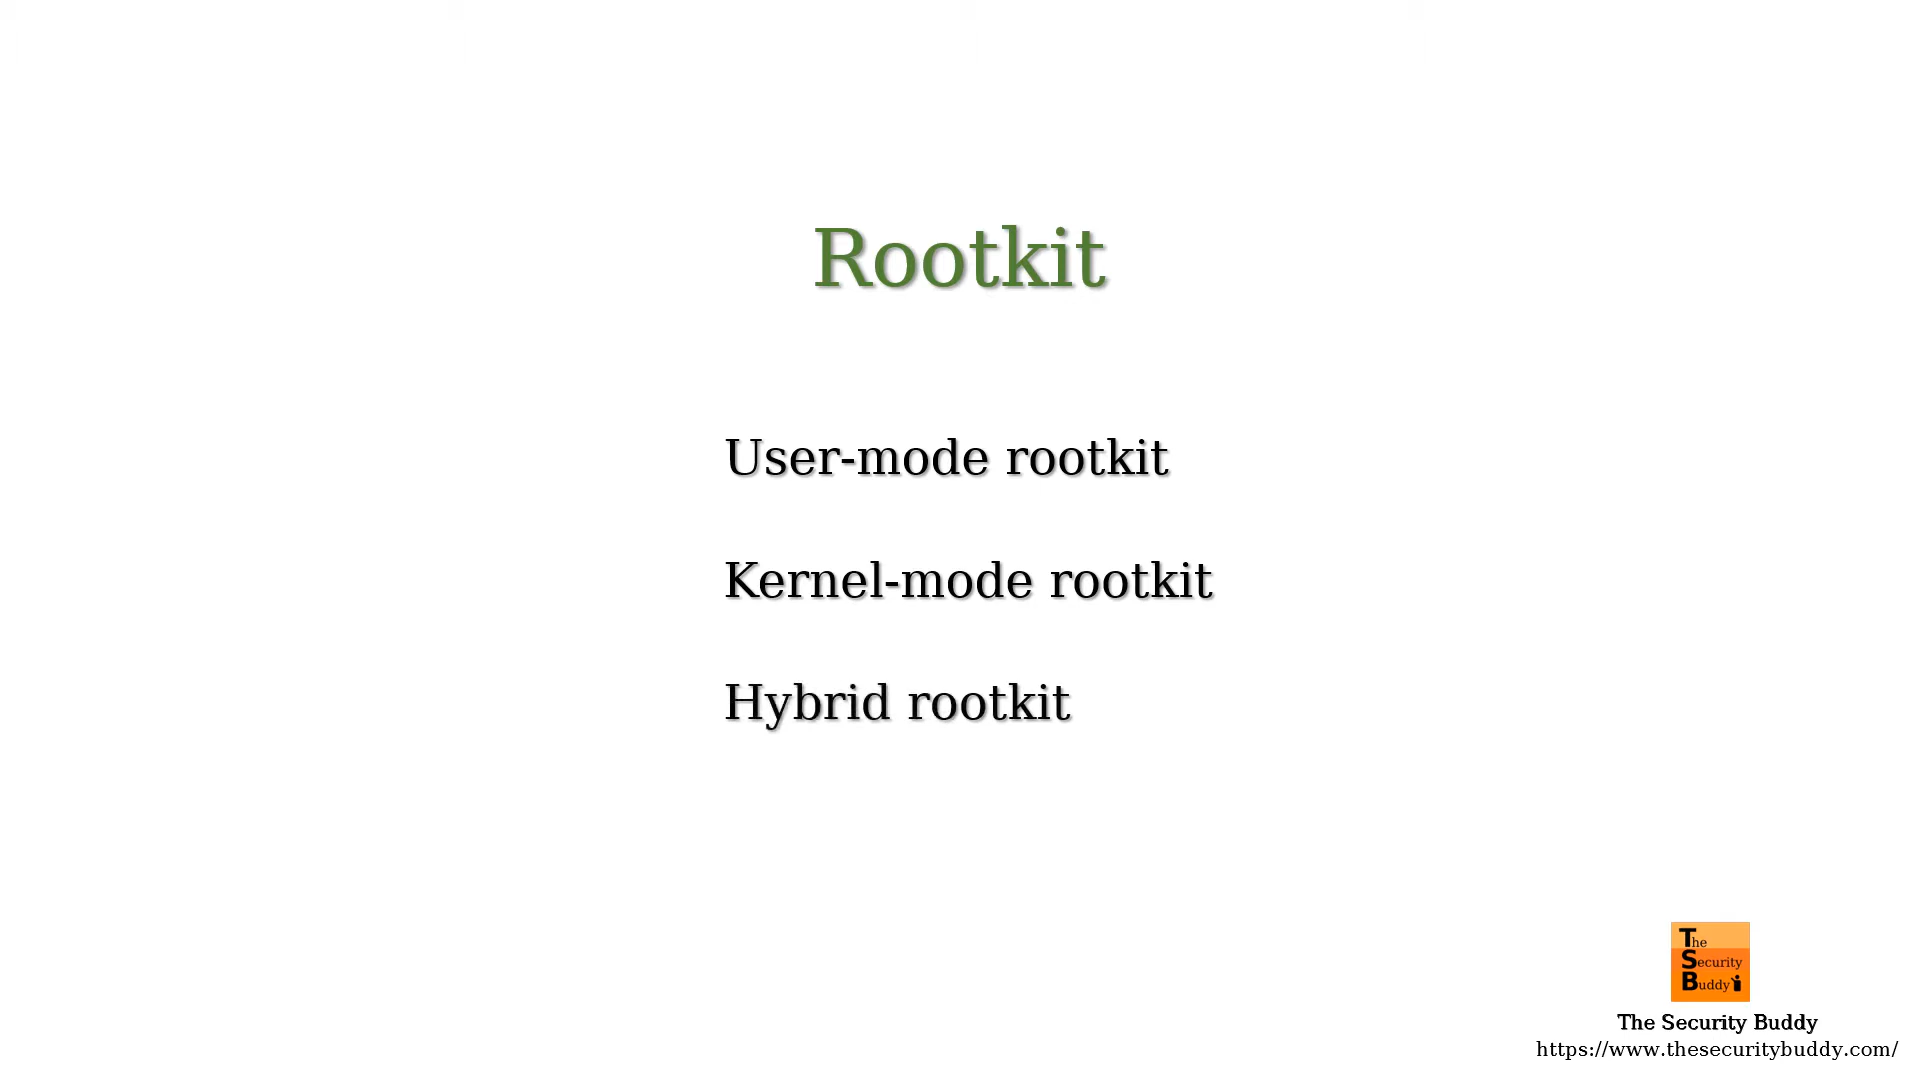 Rootkit
User-mode rootkit
Kernel-mode rootkit
Hybrid rootkit
The
Security
Buddy
The Security Buddy
https://www.thesecuritybuddy.com/